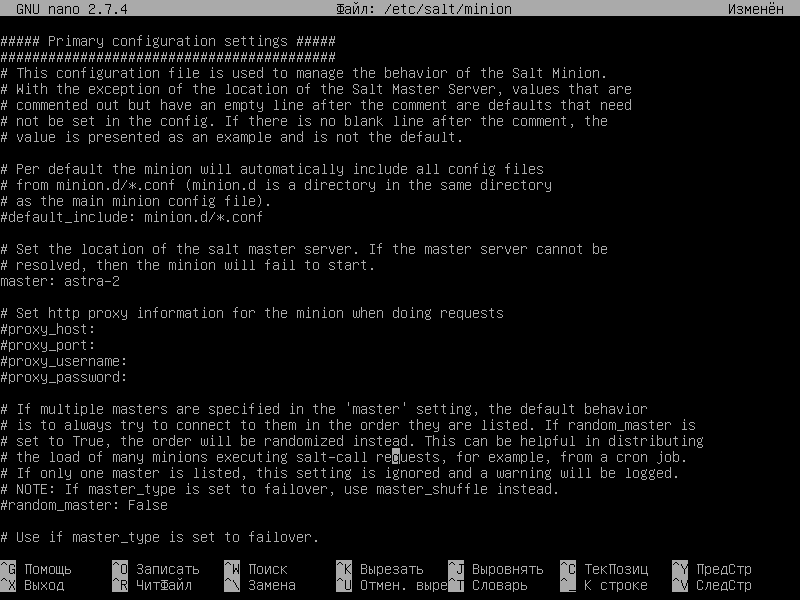 GNU nano 2.7.4 Файл: /etc/salt/minion Изменён
##### Primary configuration settings #####
##########################################
# This configuration file is used to manage the behavior of the Salt Minion.
# With the exception of the location of the Salt Master Server, values that are
# commented out but have an empty line after the comment are defaults that need
# not be set in the config. If there is no blank line after the comment, the
# value is presented as an example and is not the default.
# Per default the minion will automatically include all config files
# from minion.d/*.conf (minion.d is a directory in the same directory
# as the main minion config file).
#default_include: minion.d/*.conf
# Set the location of the salt master server. If the master server cannot be
# resolved, then the minion will fail to start.
master: astra-2
# Set http proxy information for the minion when doing requests
#proxy_host:
#proxy_port:
#proxy_username:
#proxy_password:
# If multiple masters are specified in the 'master' setting, the default behavior
# is to always try to connect to them in the order they are listed. If random_master is
# set to True, the order will be randomized instead. This can be helpful in distributing
# the load of many minions executing salt-call requests, for example, from a cron job.
# If only one master is listed, this setting is ignored and a warning will be logged.
# NOTE: If master_type is set to failover, use master_shuffle instead.
#random_master: False
# Use if master_type is set to failover.
^G Помощь ^O Записать ^W Поиск ^K Вырезать ^J Выровнять ^C ТекПозиц ^Y ПредСтр
^X Выход ^R ЧитФайл ^\ Замена ^U Отмен. выре^T Словарь ^_ К строке ^V СледСтр